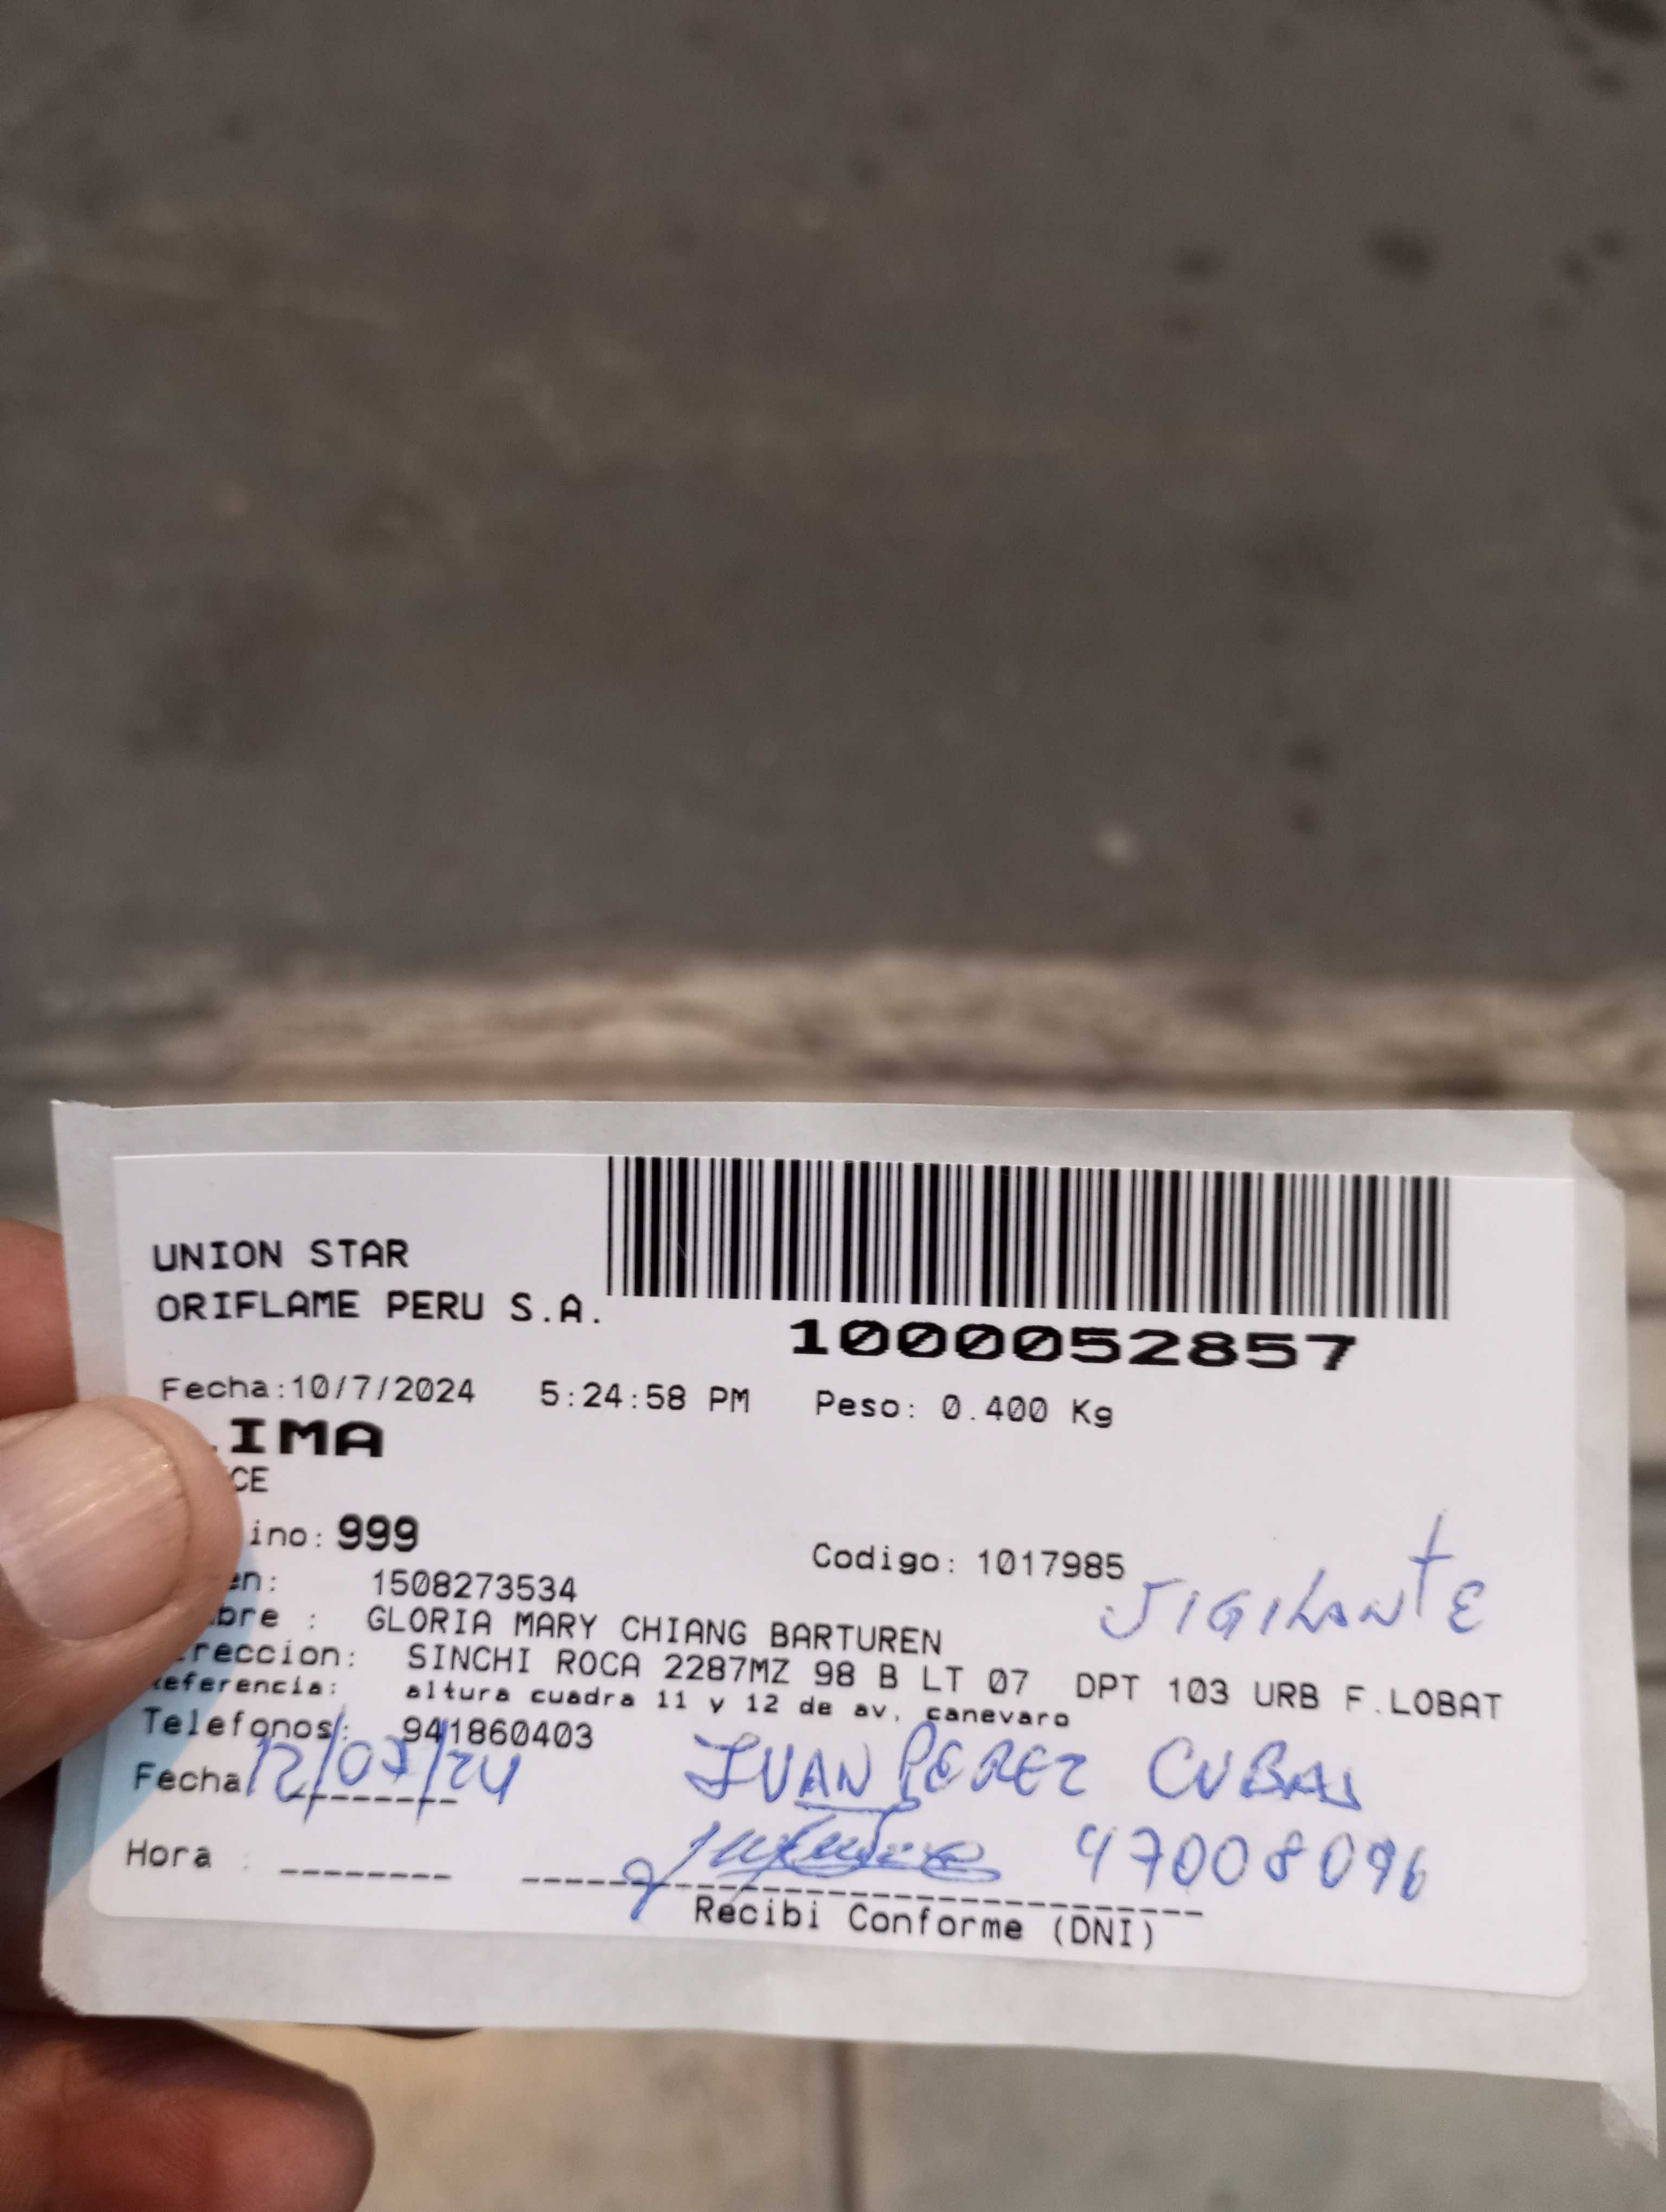 UNION STAR
ORIFLAME PERU S.A.
1000052857
Fecha:10/7/2024 5:24:58 PM Peso: 0.400 Kg
IMA
CE
ino: 999
Codigo: 1017985
en: 1508273534
VIGILANTE
bre : GLORIA MARY CHIANG BARTUREN
reccion: SINCHI ROCA 2287MZ 98 B LT 07 DPT 103 URB F.LOBAT
eferencia: altura cuadra 11 y 12 de av. canevaro
Telefonos: 941860403
Fecha 12/07/24
JUAN PEREZ CUBAS
47008096
Hora :
Recibi Conforme (DNI)